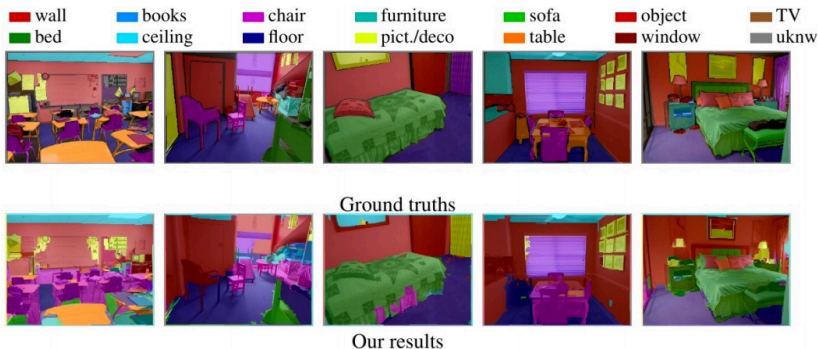 wall books chair furniture sofa object TV
bed ceiling floor pict./deco table window uknw
Ground truths
Our results